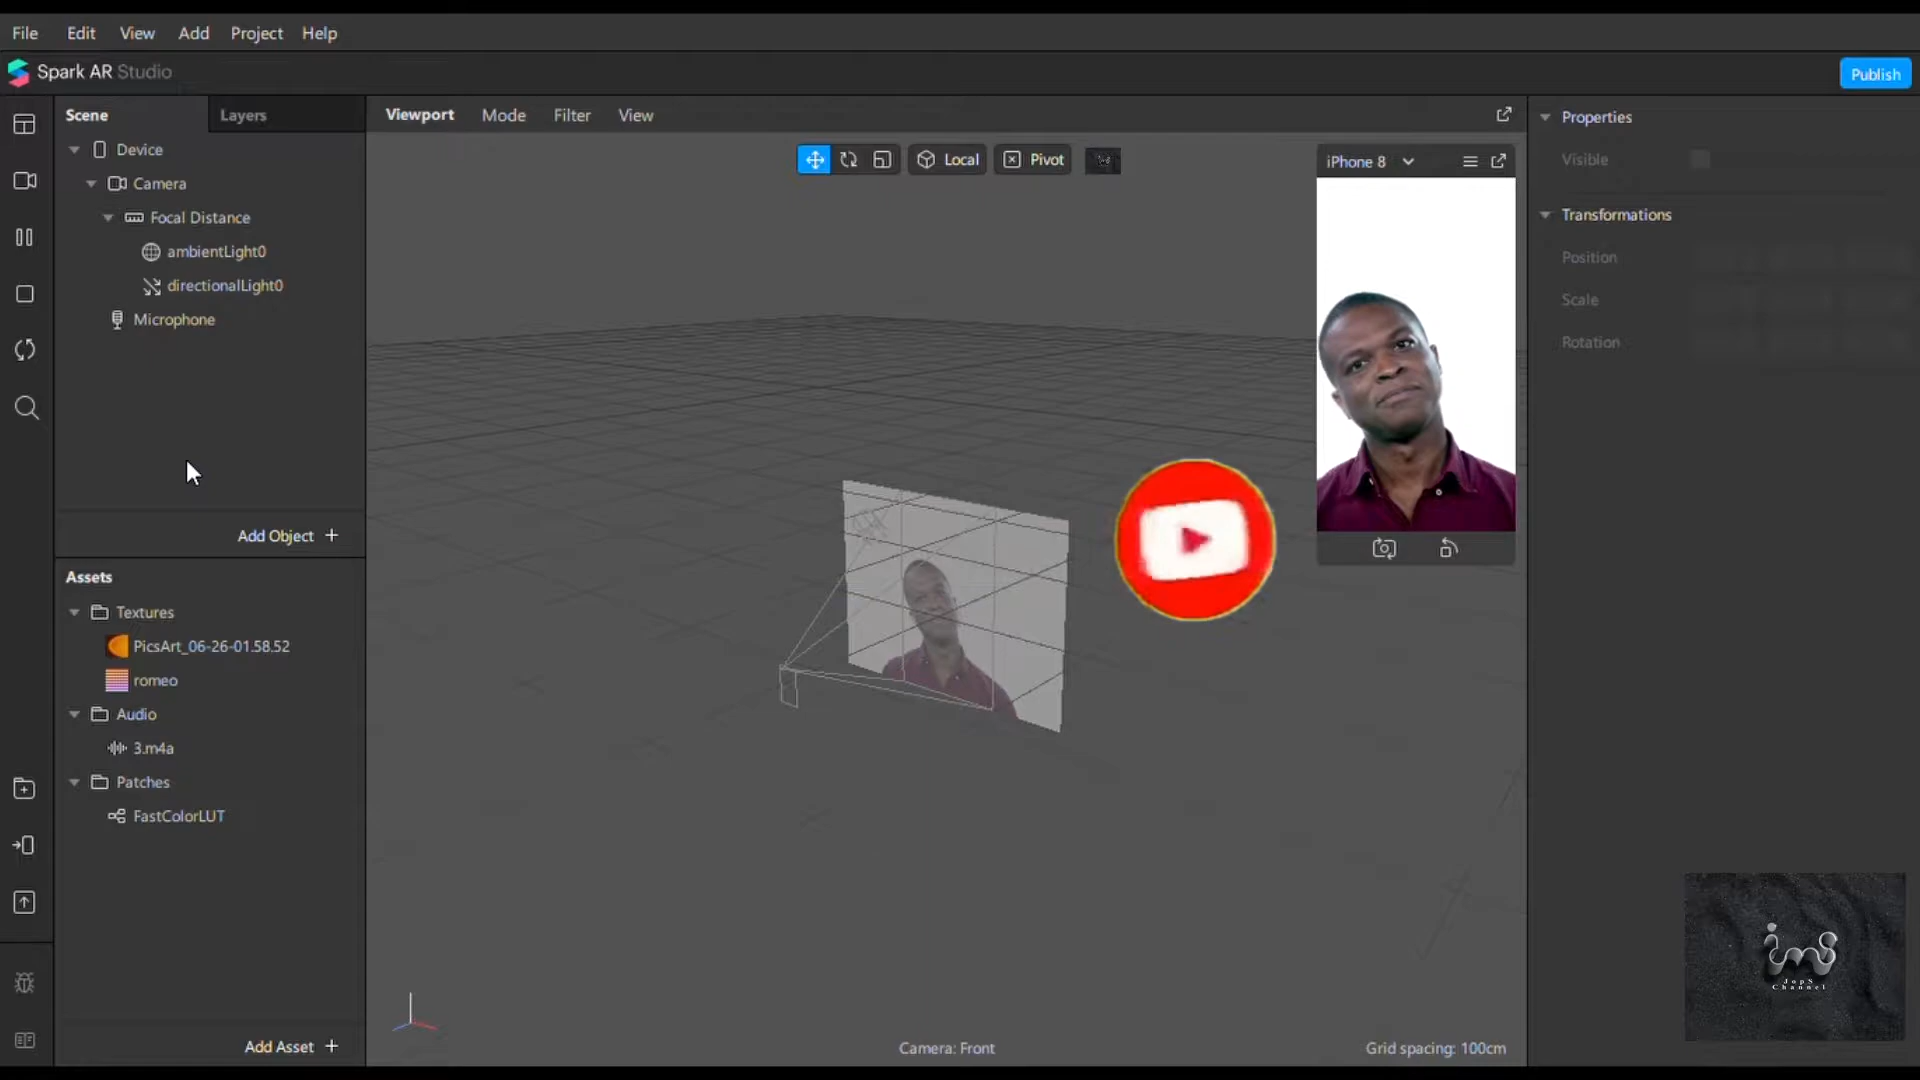 File Edit View Add Project Help
Spark AR Studio
Publish
Scene Layers
Device
Camera
Focal Distance
ambientLight0
directionalLight0
Microphone
Add Object +
Assets
Textures
PicsArt_06-26-01.58.52
romeo
Audio
3.m4a
Patches
FastColorLUT
Add Asset +
Viewport Mode Filter View
Local Pivot
iPhone 8
Camera: Front
Grid spacing: 100cm
Properties
Visible
Transformations
Position
Scale
Rotation
JopS
Channel